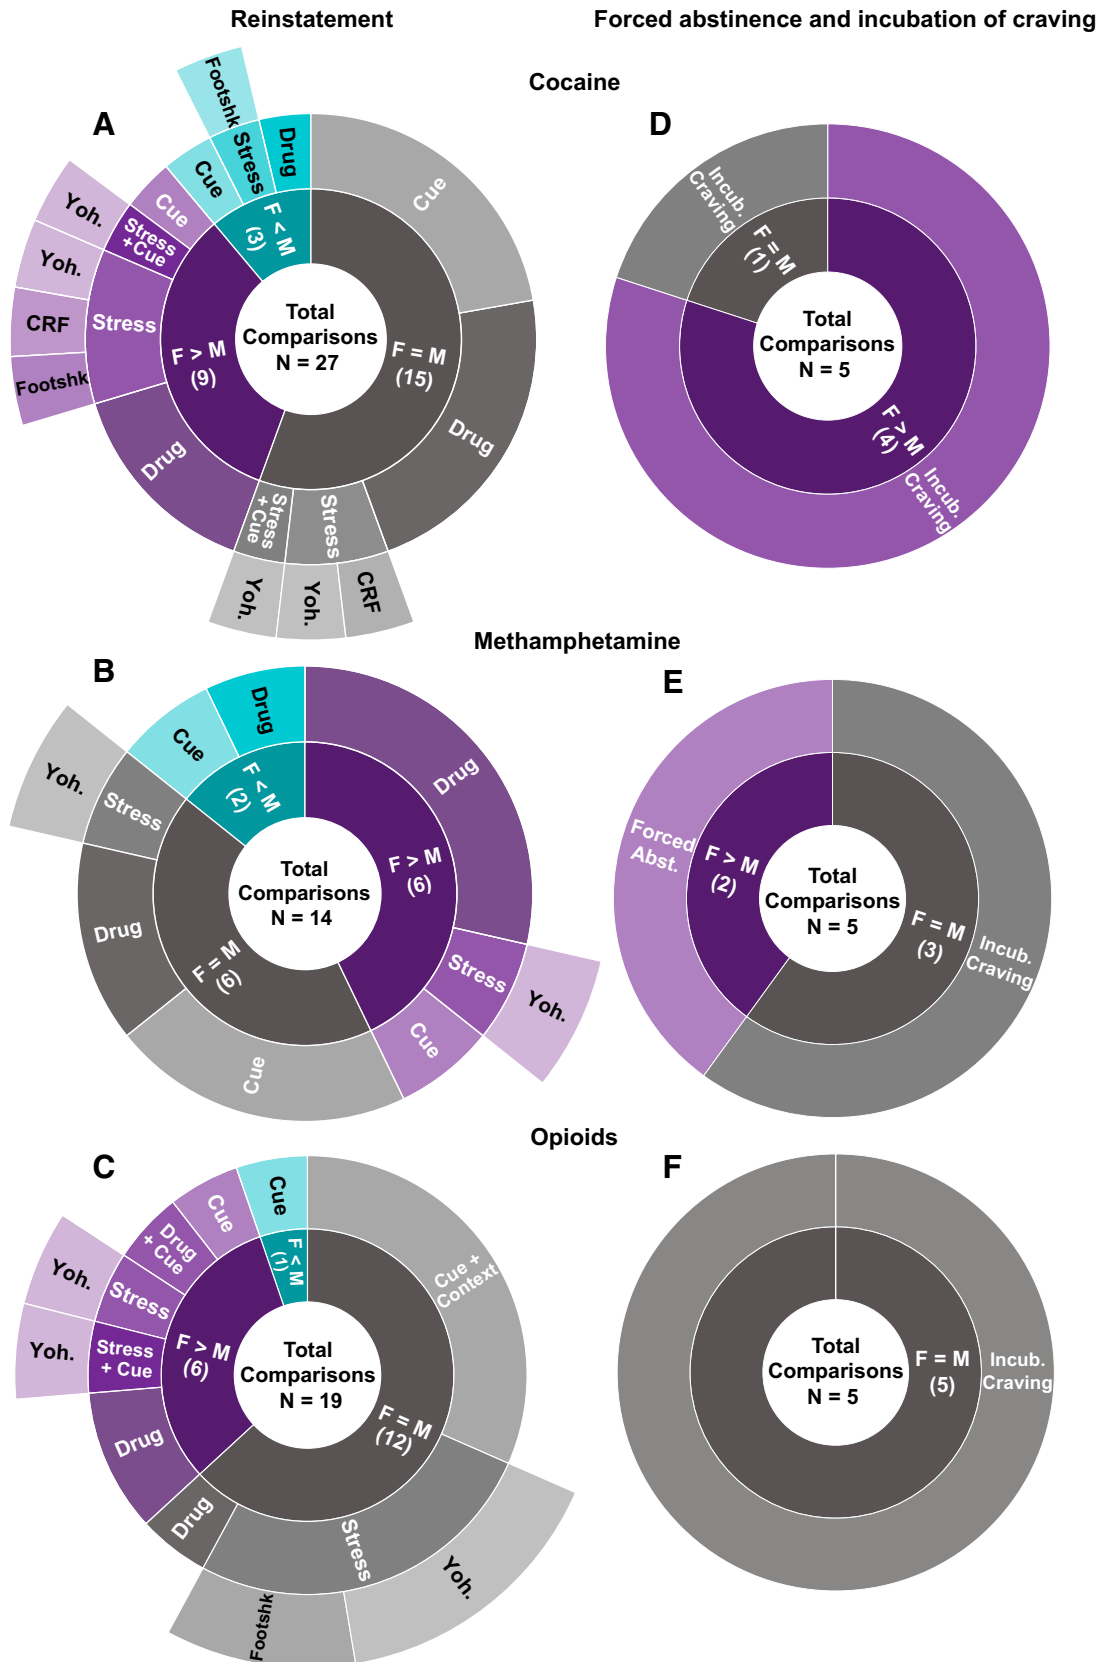 Reinstatement
Forced abstinence and incubation of craving
Cocaine
A
Footshk
Stress
Drug
Cue
F < M
(3)
Cue
Yoh.
Cue
Stress
+Cue
Yoh.
Stress
CRF
Footshk
F > M
(9)
Total
Comparisons
N = 27
F = M
(15)
Drug
Drug
Stress
+ Cue
Stress
Yoh.
Yoh.
CRF
D
Incub.
Craving
F = M
(1)
Total
Comparisons
N = 5
F > M
(4)
Incub.
Craving
Methamphetamine
B
Drug
Cue
F < M
(2)
Drug
Yoh.
Stress
F > M
(6)
Total
Comparisons
N = 14
Drug
F = M
(6)
Stress
Yoh.
Cue
Cue
E
Forced
Abst.
F > M
(2)
Total
Comparisons
N = 5
F = M
(3)
Incub.
Craving
Opioids
C
Cue
Cue
Drug
+ Cue
F < M
(1)
Cue +
Context
Yoh.
Stress
Yoh.
Stress
+ Cue
F > M
(6)
Total
Comparisons
N = 19
F = M
(12)
Drug
Drug
Stress
Yoh.
Footshk
F
Total
Comparisons
N = 5
F = M
(5)
Incub.
Craving